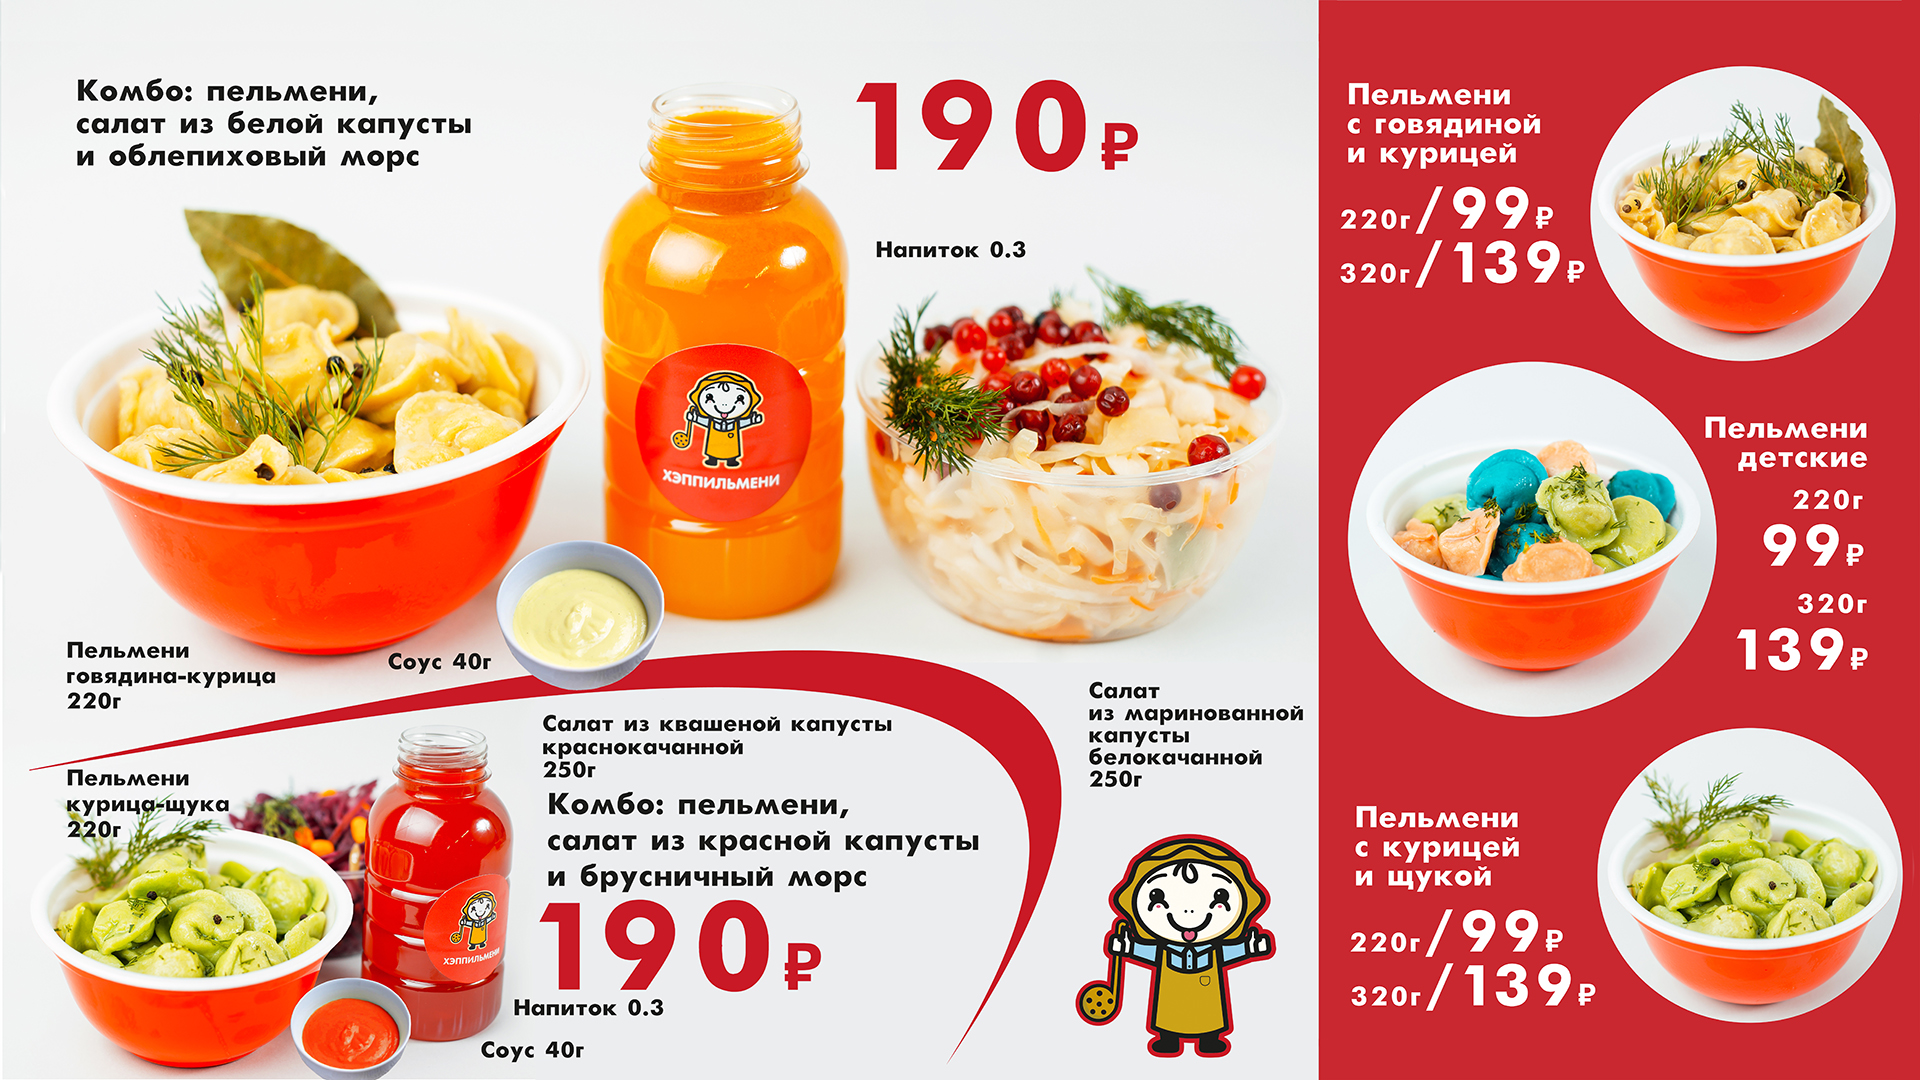 Комбо: пельмени,
салат из белой капусты
и облепиховый морс
190₽
Напиток 0.3
ХЭППИЛЬМЕНИ
Пельмени
говядина-курица
220г
Соус 40г
Салат
из маринованной
капусты
белокачанной
250г
Салат из квашеной капусты
краснокачанной
250г
Пельмени
курица-щука
220г
Комбо: пельмени,
салат из красной капусты
и брусничный морс
190₽
ХЭППИЛЬМЕНИ
Напиток 0.3
Соус 40г
Пельмени
с говядиной
и курицей
220г/99₽
320г/139₽
Пельмени
детские
220г
99₽
320г
139₽
Пельмени
с курицей
и щукой
220г/99₽
320г/139₽